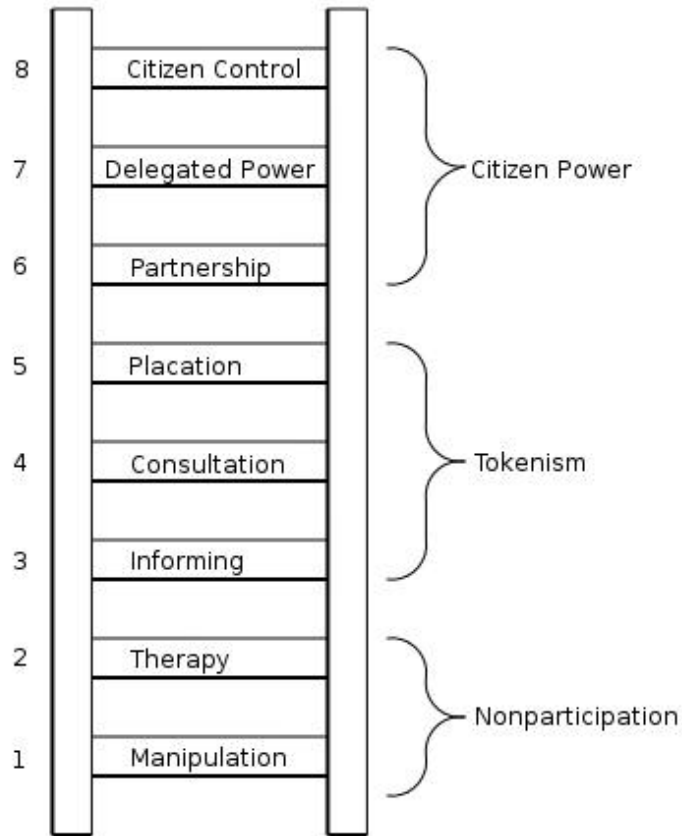 8 Citizen Control
7 Delegated Power
Citizen Power
6 Partnership
5 Placation
4 Consultation
Tokenism
3 Informing
2 Therapy
Nonparticipation
1 Manipulation